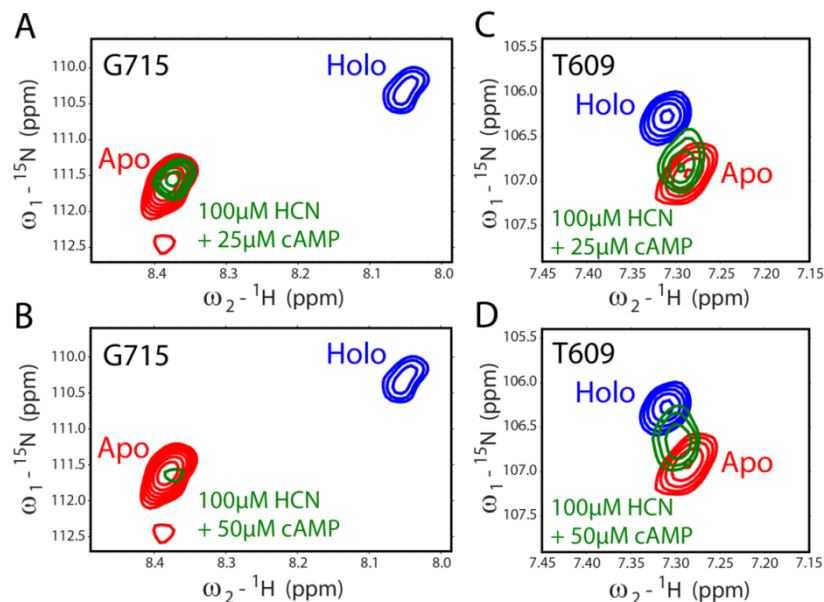 A
G715
Holo
Apo
100μM HCN
+ 25μM cAMP
110.0
110.5
111.0
111.5
112.0
112.5
8.4
8.3
8.2
8.1
8.0
ω1 - 15N (ppm)
ω2 - 1H (ppm)
C
T609
Holo
Apo
100μM HCN
+ 25μM cAMP
105.5
106.0
106.5
107.0
107.5
7.45
7.40
7.35
7.30
7.25
7.20
7.15
ω1 - 15N (ppm)
ω2 - 1H (ppm)
B
G715
Holo
Apo
100μM HCN
+ 50μM cAMP
110.0
110.5
111.0
111.5
112.0
112.5
8.4
8.3
8.2
8.1
8.0
ω1 - 15N (ppm)
ω2 - 1H (ppm)
D
T609
Holo
Apo
100μM HCN
+ 50μM cAMP
105.5
106.0
106.5
107.0
107.5
7.45
7.40
7.35
7.30
7.25
7.20
7.15
ω1 - 15N (ppm)
ω2 - 1H (ppm)